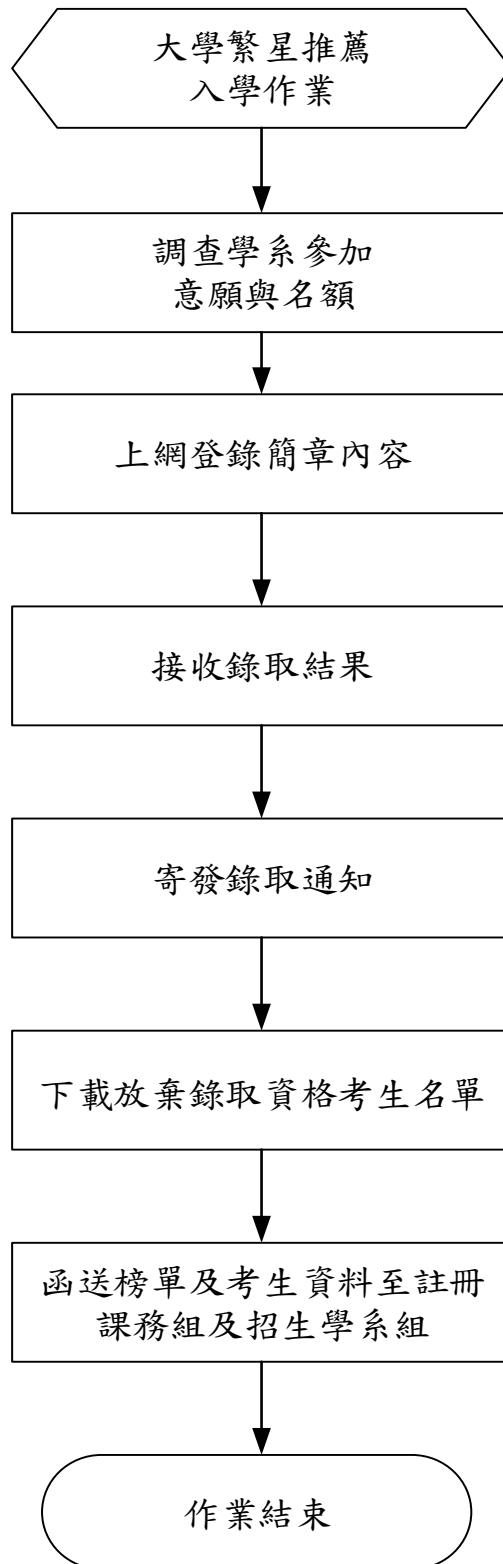 大學繁星推薦
入學作業
調查學系參加
意願與名額
上網登錄簡章內容
接收錄取結果
寄發錄取通知
下載放棄錄取資格考生名單
函送榜單及考生資料至註冊
課務組及招生學系組
作業結束